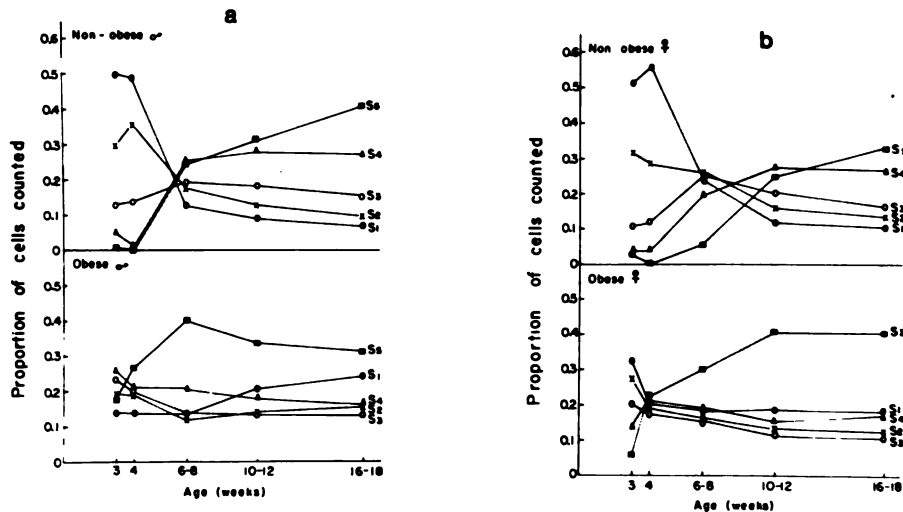 a
Non-obese ♂
0.6
0.5
0.4
0.3
0.2
0.1
0
S6
S4
S3
S2
S1
Obese ♂
0.5
0.4
0.3
0.2
0.1
0
S5
S1
S4
S2
S3
Proportion of cells counted
3 4 6-8 10-12 16-18
Age (weeks)
b
Non obese ♀
0.6
0.5
0.4
0.3
0.2
0.1
0
S4
Obese ♀
0.5
0.4
0.3
0.2
0.1
0
S4
Proportion of cells counted
3 4 6-8 10-12 16-18
Age (weeks)